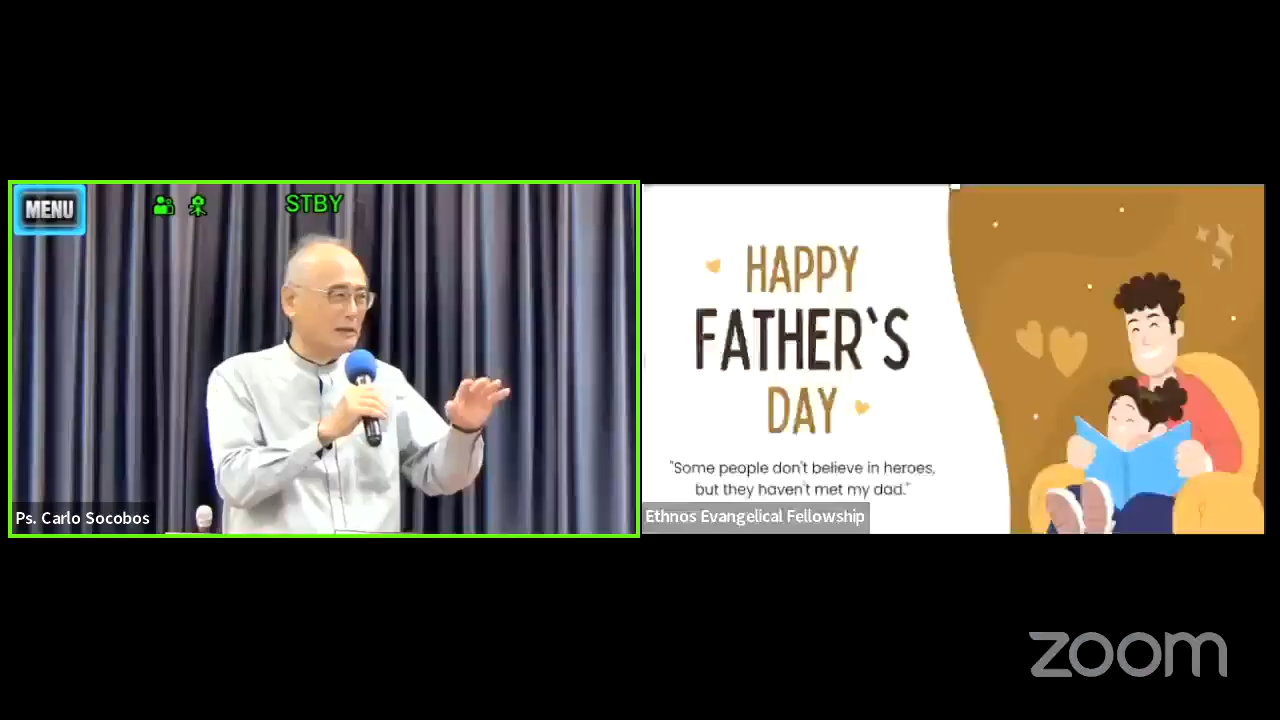 MENU
STBY
Ps. Carlo Socobos
HAPPY
FATHER`S
DAY
"Some people don't believe in heroes,
but they haven't met my dad."
Ethnos Evangelical Fellowship
zoom